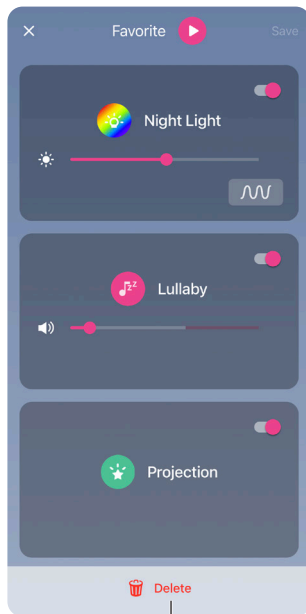 Favorite
Save
Night Light
Lullaby
Projection
Delete